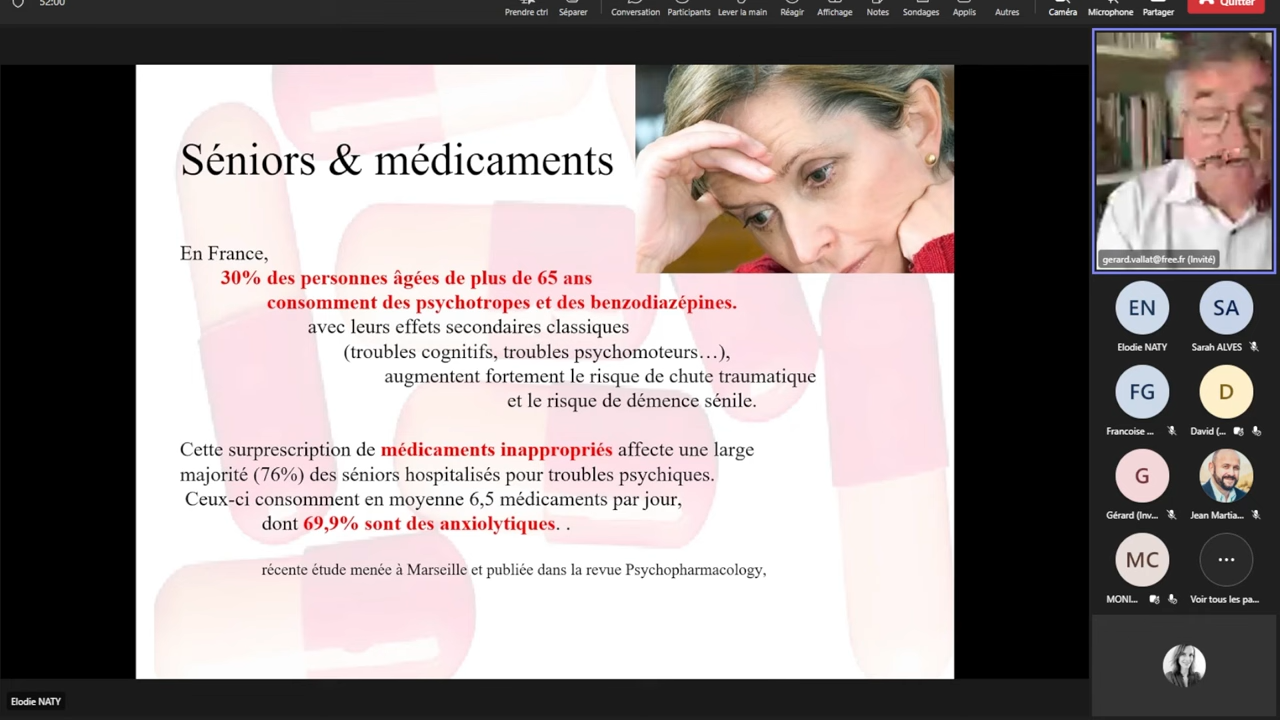 52:00
Prendre ctrl
Séparer
Conversation
Participants
Lever la main
Réagir
Affichage
Notes
Sondages
Applis
Autres
Caméra
Microphone
Partager
Quitter
Séniors & médicaments
En France,
30% des personnes âgées de plus de 65 ans
consomment des psychotropes et des benzodiazépines.
avec leurs effets secondaires classiques
(troubles cognitifs, troubles psychomoteurs…),
augmentent fortement le risque de chute traumatique
et le risque de démence sénile.
Cette surprescription de médicaments inappropriés affecte une large
majorité (76%) des séniors hospitalisés pour troubles psychiques.
Ceux-ci consomment en moyenne 6,5 médicaments par jour,
dont 69,9% sont des anxiolytiques. .
récente étude menée à Marseille et publiée dans la revue Psychopharmacology,
gerard.vallat@free.fr (Invité)
EN
SA
Elodie NATY
Sarah ALVES
FG
D
Francoise ...
David (...
G
Gérard (Inv...
Jean Martia...
MC
...
MONI...
Voir tous les pa...
Elodie NATY